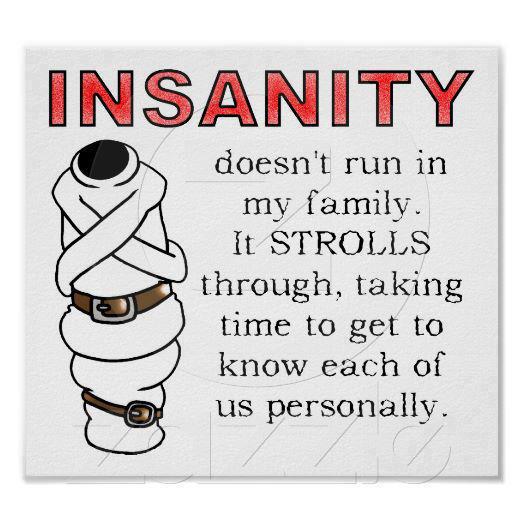 INSANITY
doesn't run in
my family.
It STROLLS
through, taking
time to get to
know each of
us personally.